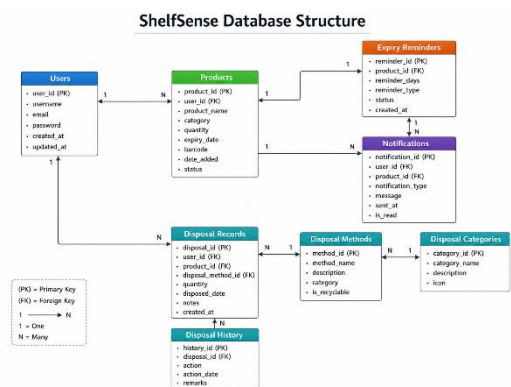 ShelfSense Database Structure
Users
• user_id (PK)
• username
• email
• password
• created_at
• updated_at
1
N
Products
• product_id (PK)
• user_id (FK)
• product_name
• category
• quantity
• expiry_date
• barcode
• date_added
• status
1
1
Expiry Reminders
• reminder_id (PK)
• product_id (FK)
• reminder_days
• reminder_type
• status
• created_at
1
N
1
N
Notifications
• notification_id (PK)
• user_id (FK)
• product_id (FK)
• notification_type
• message
• sent_at
• is_read
1
N
Disposal Records
• disposal_id (PK)
• user_id (FK)
• product_id (FK)
• disposal_method_id (FK)
• quantity
• disposed_date
• notes
• created_at
N
1
Disposal Methods
• method_id (PK)
• method_name
• description
• category
• is_recyclable
N
1
Disposal Categories
• category_id (PK)
• category_name
• description
• icon
N
Disposal History
• history_id (PK)
• disposal_id (FK)
• action
• action_date
• remarks
(PK) = Primary Key
(FK) = Foreign Key
1 N
1 = One
N = Many